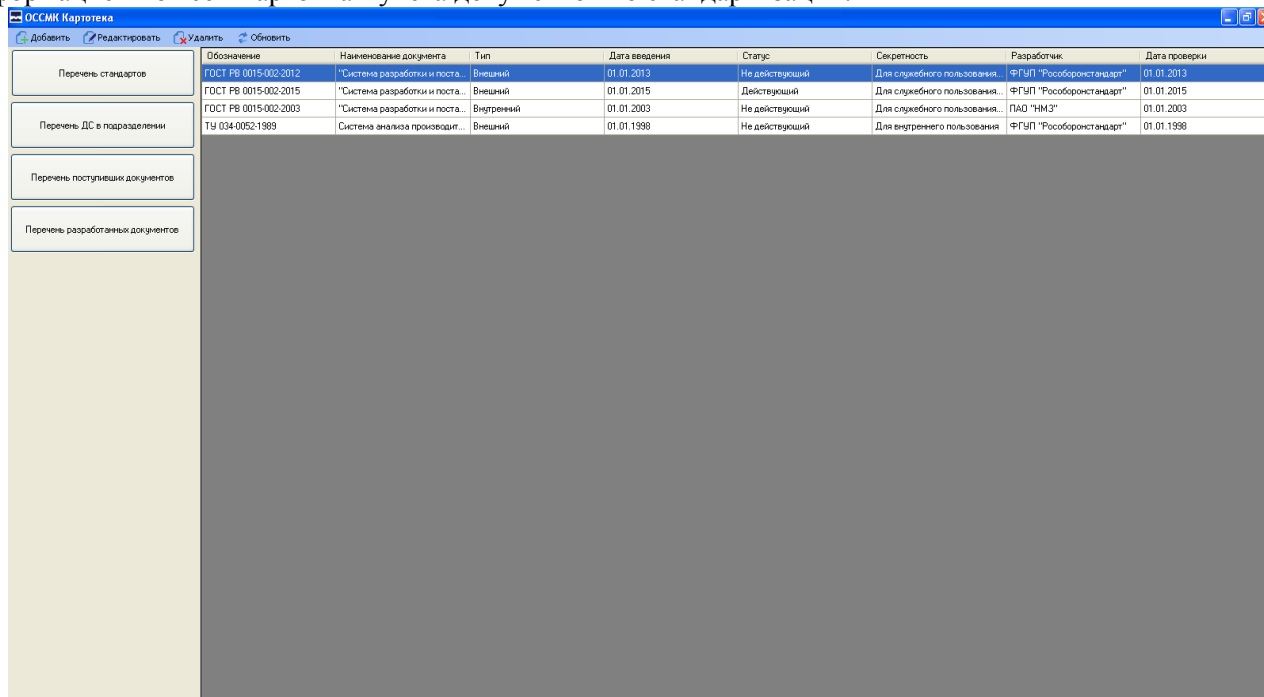 ОССМК Картотека
Добавить Редактировать Удалить Обновить
Перечень стандартов
Перечень ДС в подразделении
Перечень поступивших документов
Перечень разработанных документов
Обозначение Наименование документа Тип Дата введения Статус Секретность Разработчик Дата проверки
ГОСТ РВ 0015-002-2012 "Система разработки и поста... Внешний 01.01.2013 Не действующий Для служебного пользования... ФГУП "Рособоронстандарт" 01.01.2013
ГОСТ РВ 0015-002-2015 "Система разработки и поста... Внешний 01.01.2015 Действующий Для служебного пользования... ФГУП "Рособоронстандарт" 01.01.2015
ГОСТ РВ 0015-002-2003 "Система разработки и поста... Внутренний 01.01.2003 Не действующий Для служебного пользования... ПАО "НМЗ" 01.01.2003
ТУ 034-0052-1989 Система анализа производит... Внешний 01.01.1998 Не действующий Для внутреннего пользования ФГУП "Рособоронстандарт" 01.01.1998